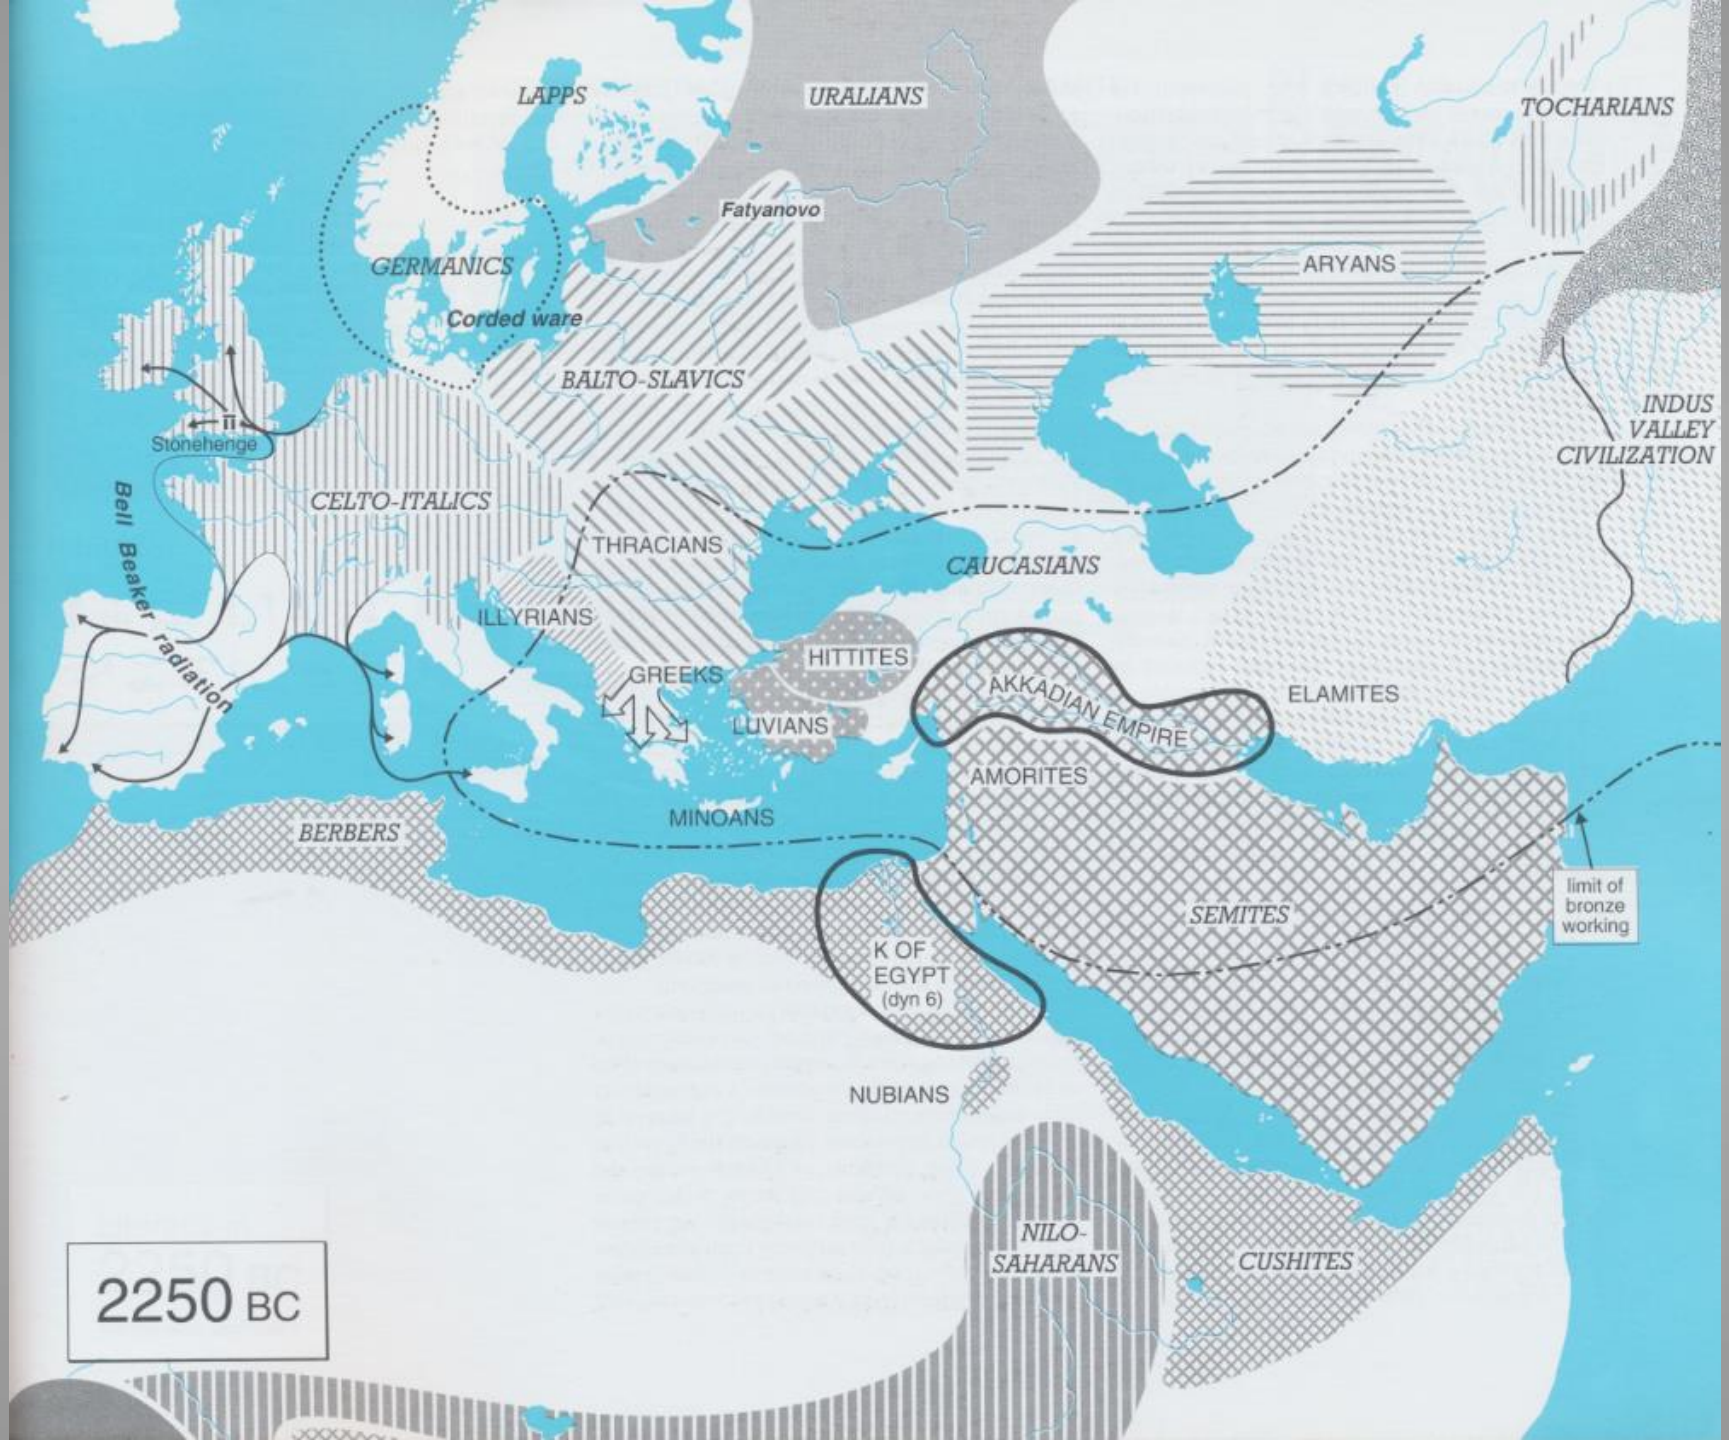 LAPPS
URALIANS
TOCHARIANS
Fatyanovo
GERMANICS
ARYANS
Corded ware
BALTO-SLAVICS
INDUS
VALLEY
CIVILIZATION
Stonehenge
CELTO-ITALICS
Bell Beaker radiation
THRACIANS
CAUCASIANS
ILLYRIANS
HITTITES
GREEKS
AKKADIAN EMPIRE
ELAMITES
LUVIANS
AMORITES
MINOANS
BERBERS
limit of
bronze
working
SEMITES
K OF
EGYPT
(dyn 6)
NUBIANS
NILO-
SAHARANS
CUSHITES
2250 BC